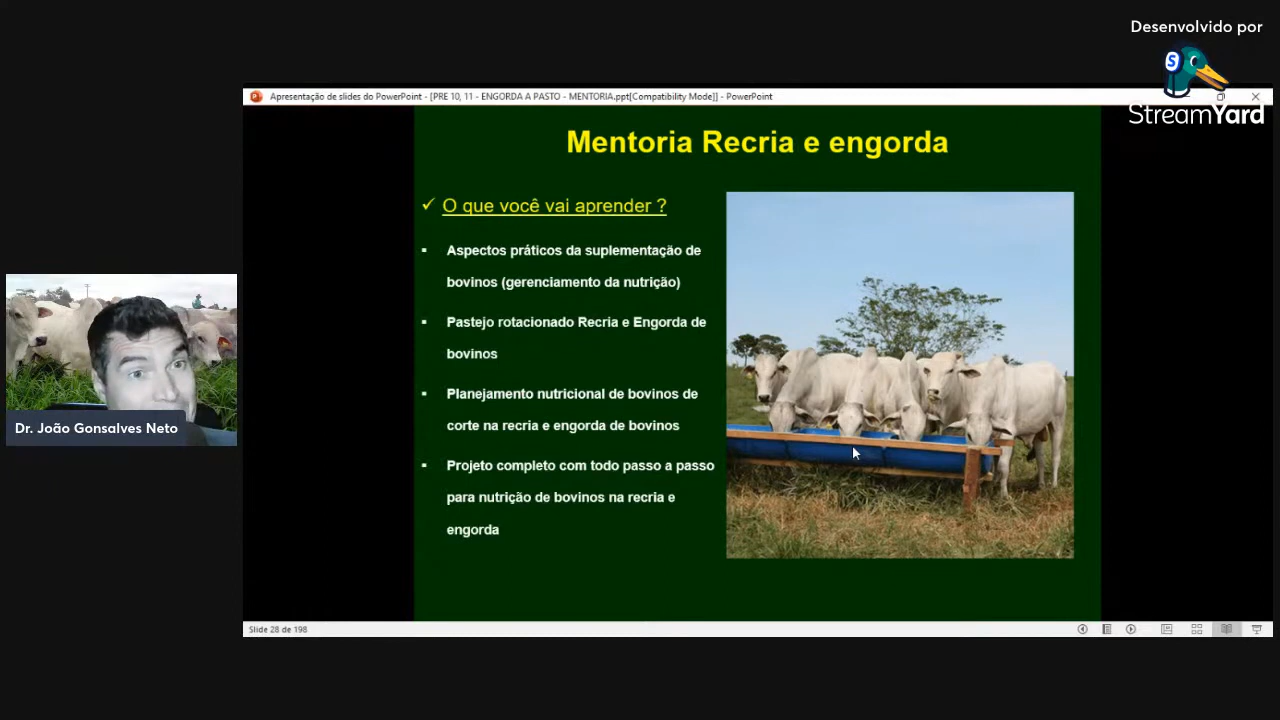 Desenvolvido por
S
StreamYard
Apresentação de slides do PowerPoint - [PRE 10, 11 - ENGORDA A PASTO - MENTORIA.ppt[Compatibility Mode]] - PowerPoint
Mentoria Recria e engorda
✓ O que você vai aprender ?
▪ Aspectos práticos da suplementação de
bovinos (gerenciamento da nutrição)
▪ Pastejo rotacionado Recria e Engorda de
bovinos
▪ Planejamento nutricional de bovinos de
corte na recria e engorda de bovinos
▪ Projeto completo com todo passo a passo
para nutrição de bovinos na recria e
engorda
Dr. João Gonsalves Neto
Slide 28 de 198